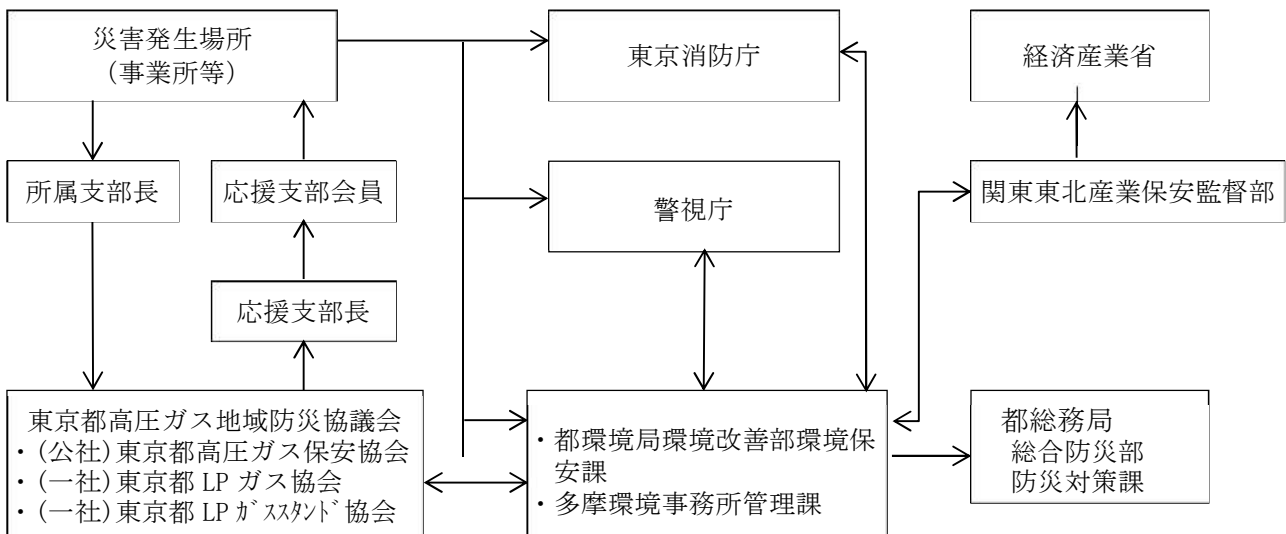 災害発生場所
（事業所等）
東京消防庁
経済産業省
所属支部長
応援支部会員
警視庁
関東東北産業保安監督部
応援支部長
東京都高圧ガス地域防災協議会
・（公社）東京都高圧ガス保安協会
・（一社）東京都 LP ガス協会
・（一社）東京都 LP ｶﾞｽｽﾀﾝﾄﾞ協会
・都環境局環境改善部環境保
安課
・多摩環境事務所管理課
都総務局
総合防災部
防災対策課